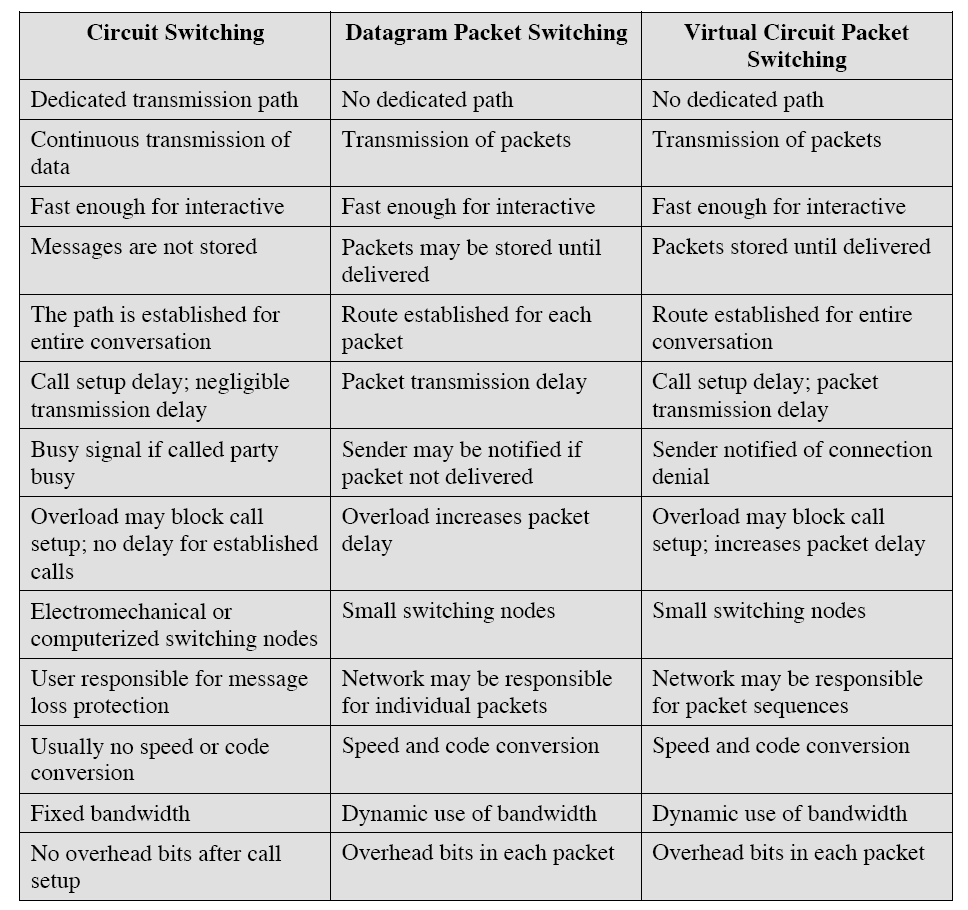 Circuit Switching
Datagram Packet Switching
Virtual Circuit Packet
Switching
Dedicated transmission path
No dedicated path
No dedicated path
Continuous transmission of
data
Transmission of packets
Transmission of packets
Fast enough for interactive
Fast enough for interactive
Fast enough for interactive
Messages are not stored
Packets may be stored until
delivered
Packets stored until delivered
The path is established for
entire conversation
Route established for each
packet
Route established for entire
conversation
Call setup delay; negligible
transmission delay
Packet transmission delay
Call setup delay; packet
transmission delay
Busy signal if called party
busy
Sender may be notified if
packet not delivered
Sender notified of connection
denial
Overload may block call
setup; no delay for established
calls
Overload increases packet
delay
Overload may block call
setup; increases packet delay
Electromechanical or
computerized switching nodes
Small switching nodes
Small switching nodes
User responsible for message
loss protection
Network may be responsible
for individual packets
Network may be responsible
for packet sequences
Usually no speed or code
conversion
Speed and code conversion
Speed and code conversion
Fixed bandwidth
Dynamic use of bandwidth
Dynamic use of bandwidth
No overhead bits after call
setup
Overhead bits in each packet
Overhead bits in each packet